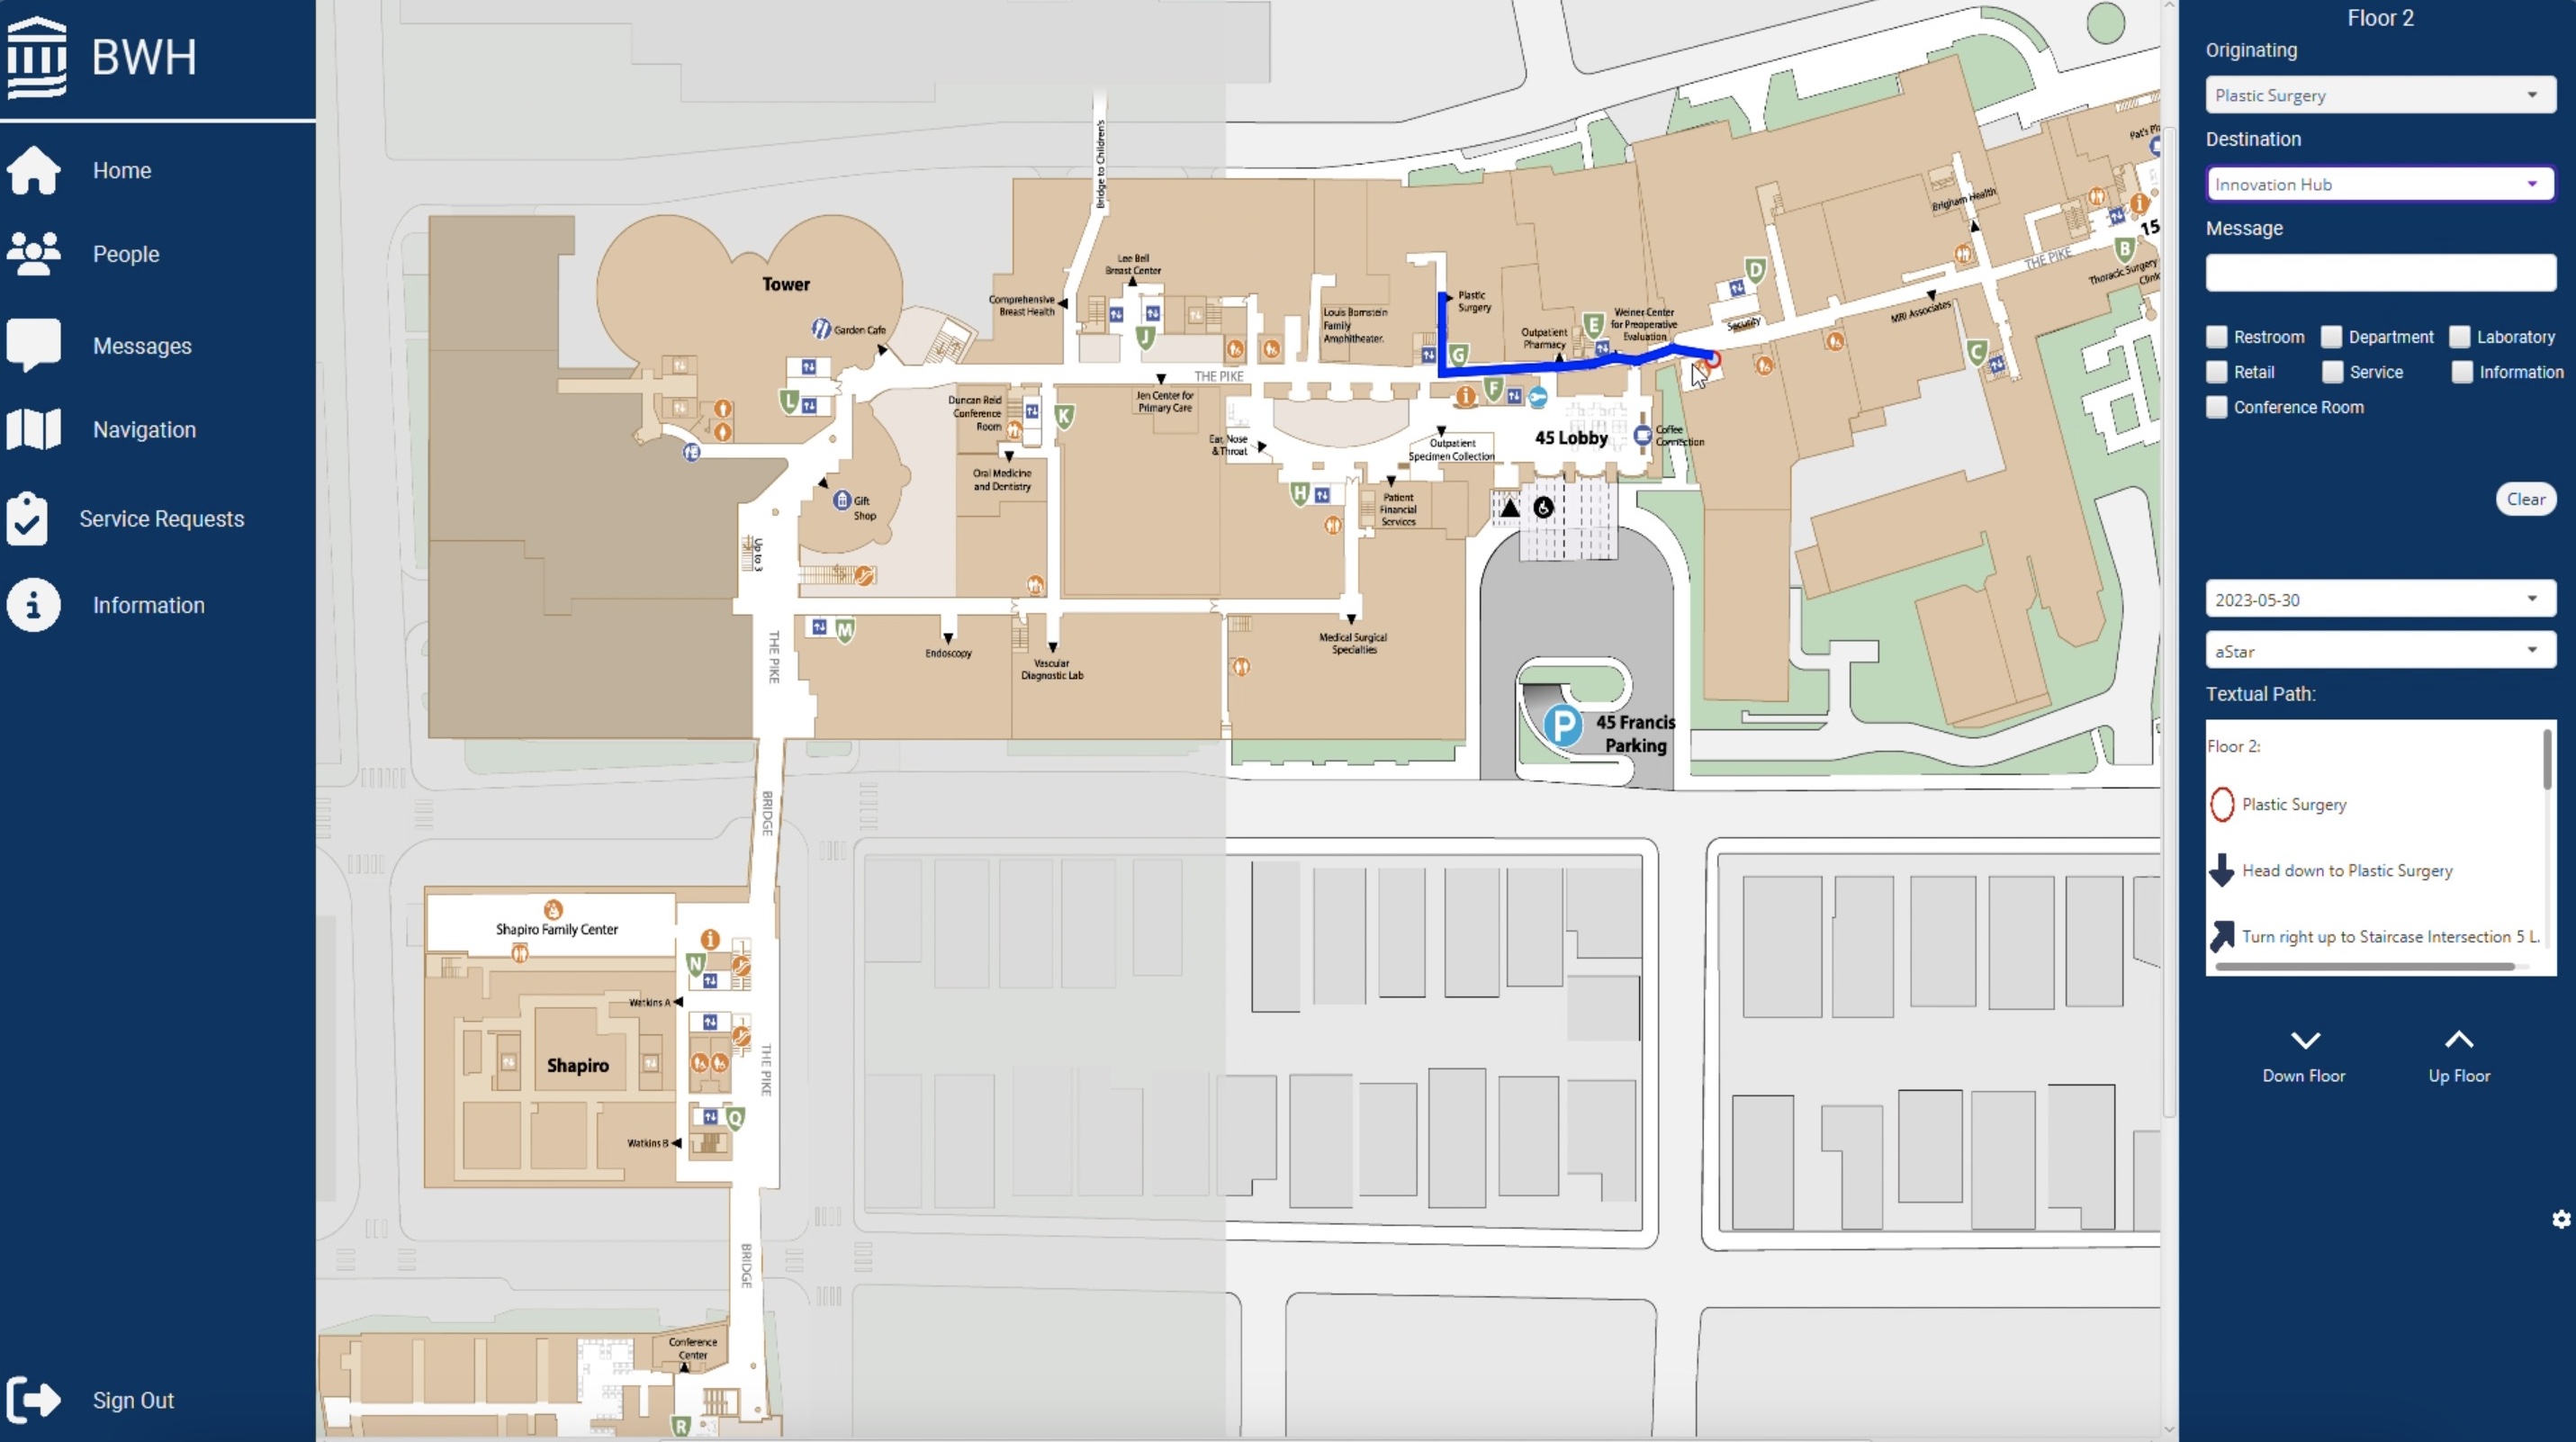 BWH
Home
People
Messages
Navigation
Service Requests
Information
Sign Out
Bridge to Children's
Tower
Garden Cafe
Comprehensive
Breast Health
Lee Bell
Breast Center
J
L
THE PIKE
Duncan Reid
Conference
Room
K
Jen Center for
Primary Care
Oral Medicine
and Dentistry
Gift
Shop
Up to 3
THE PIKE
M
Endoscopy
Vascular
Diagnostic Lab
Louis Bornstein
Family
Amphitheater.
Plastic
Surgery
G
Outpatient
Pharmacy
E
Weiner Center
for Preoperative
Evaluation
D
Security
MRI Associates
Brigham Health
THE PIKE
B
15
Thoracic Surgery
C
F
Ear, Nose
& Throat
Outpatient
Specimen Collection
45 Lobby
Coffee
Connection
H
Patient
Financial
Services
Medical Surgical
Specialties
P
45 Francis
Parking
BRIDGE
Shapiro Family Center
N
Watkins A
Shapiro
THE PIKE
Q
Watkins B
BRIDGE
Conference
Center
R
Floor 2
Originating
Plastic Surgery
Destination
Innovation Hub
Message
Restroom
Department
Laboratory
Retail
Service
Information
Conference Room
Clear
2023-05-30
aStar
Textual Path:
Floor 2:
Plastic Surgery
Head down to Plastic Surgery
Turn right up to Staircase Intersection 5 L.
Down Floor
Up Floor